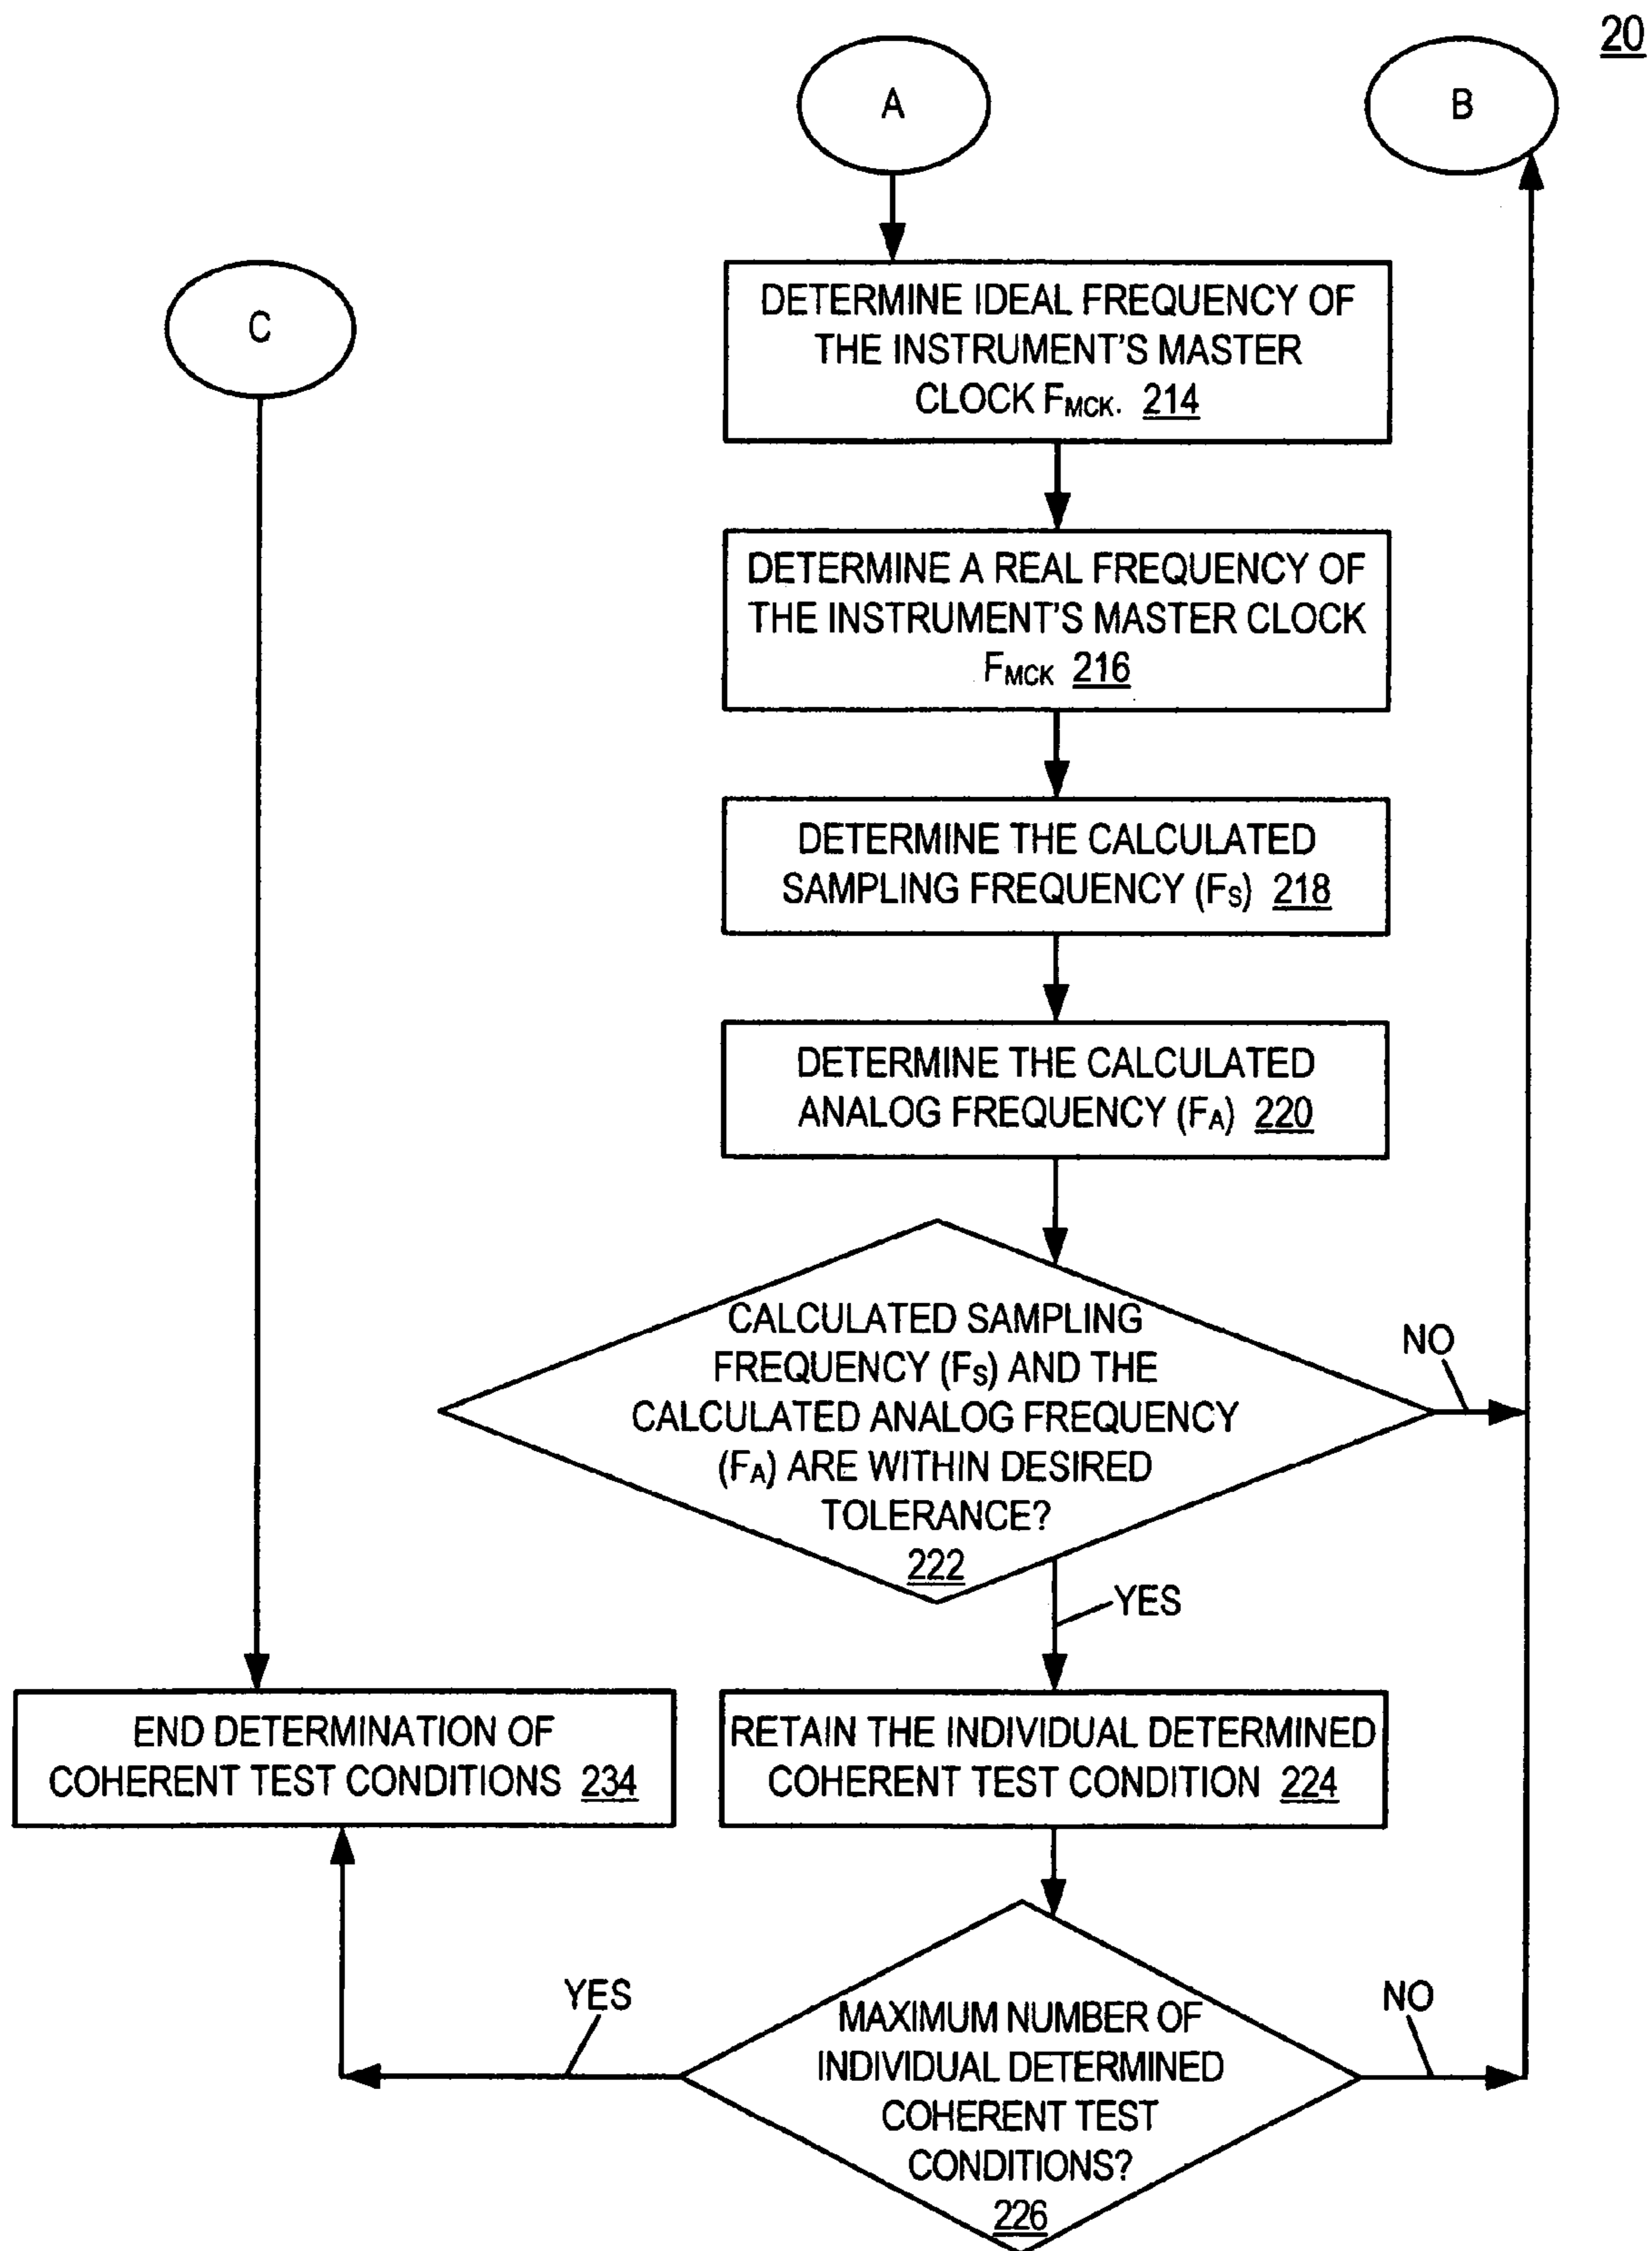 20
A
B
C
DETERMINE IDEAL FREQUENCY OF
THE INSTRUMENT'S MASTER
CLOCK FMCK. 214
DETERMINE A REAL FREQUENCY OF
THE INSTRUMENT'S MASTER CLOCK
FMCK 216
DETERMINE THE CALCULATED
SAMPLING FREQUENCY (FS) 218
DETERMINE THE CALCULATED
ANALOG FREQUENCY (FA) 220
CALCULATED SAMPLING
FREQUENCY (FS) AND THE
CALCULATED ANALOG FREQUENCY
(FA) ARE WITHIN DESIRED
TOLERANCE?
222
NO
YES
END DETERMINATION OF
COHERENT TEST CONDITIONS 234
RETAIN THE INDIVIDUAL DETERMINED
COHERENT TEST CONDITION 224
YES
NO
MAXIMUM NUMBER OF
INDIVIDUAL DETERMINED
COHERENT TEST
CONDITIONS?
226